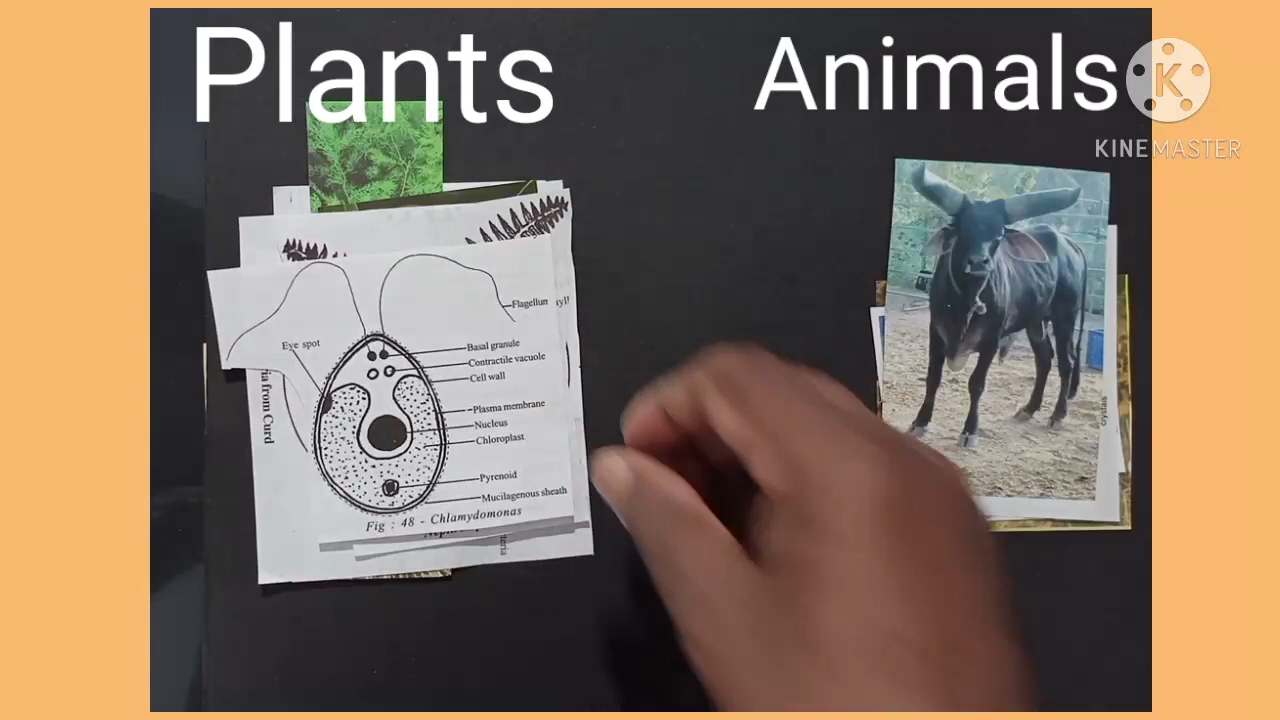 Plants
Animals
K
KINEMASTER
Flagellum
Eye spot
Basal granule
Contractile vacuole
Cell wall
Plasma membrane
Nucleus
Chloroplast
Pyrenoid
Mucilagenous sheath
Fig : 48 - Chlamydomonas
ia from Curd